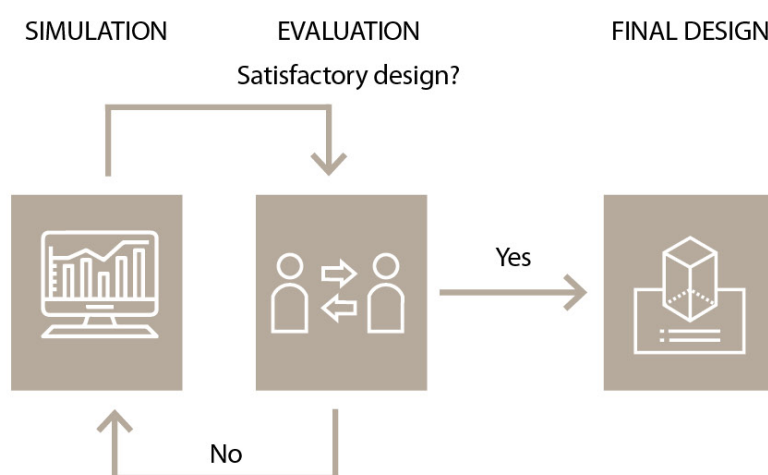 SIMULATION
EVALUATION
FINAL DESIGN
Satisfactory design?
Yes
No